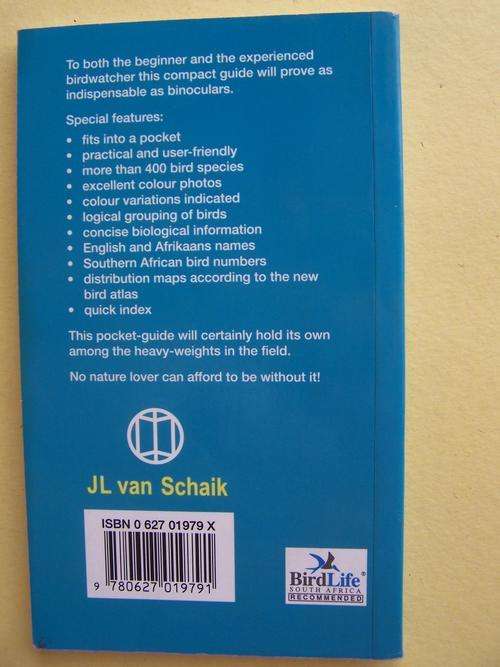 To both the beginner and the experienced
birdwatcher this compact guide will prove as
indispensable as binoculars.
Special features:
• fits into a pocket
• practical and user-friendly
• more than 400 bird species
• excellent colour photos
• colour variations indicated
• logical grouping of birds
• concise biological information
• English and Afrikaans names
• Southern African bird numbers
• distribution maps according to the new
bird atlas
• quick index
This pocket-guide will certainly hold its own
among the heavy-weights in the field.
No nature lover can afford to be without it!
JL van Schaik
ISBN 0 627 01979 X
9 780627 019791
BirdLife®
SOUTH AFRICA
RECOMMENDED